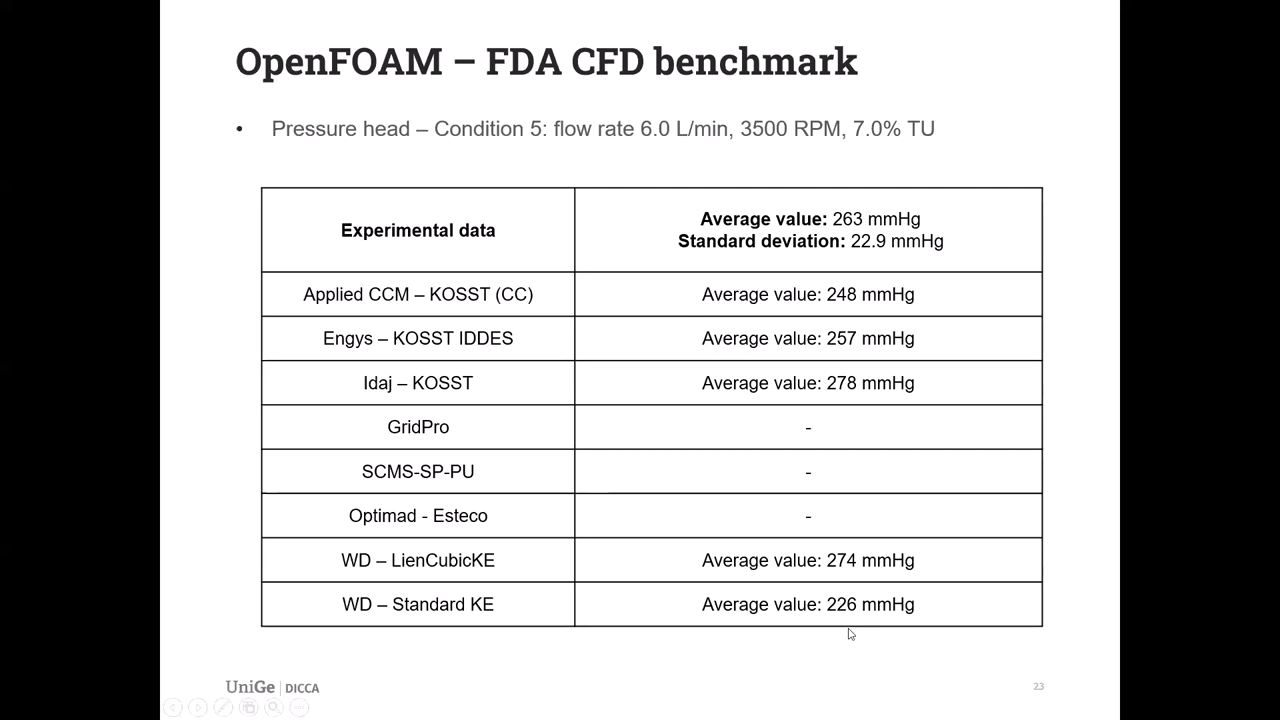 OpenFOAM – FDA CFD benchmark
• Pressure head – Condition 5: flow rate 6.0 L/min, 3500 RPM, 7.0% TU
Experimental data
Average value: 263 mmHg
Standard deviation: 22.9 mmHg
Applied CCM – KOSST (CC) Average value: 248 mmHg
Engys – KOSST IDDES Average value: 257 mmHg
Idaj – KOSST Average value: 278 mmHg
GridPro -
SCMS-SP-PU -
Optimad - Esteco -
WD – LienCubicKE Average value: 274 mmHg
WD – Standard KE Average value: 226 mmHg
UniGe | DICCA
23